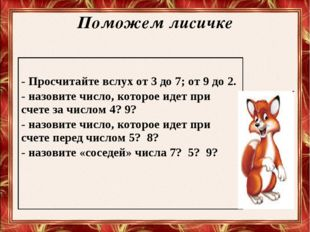 Поможем лисичке
- Просчитайте вслух от 3 до 7; от 9 до 2.
- назовите число, которое идет при
счете за числом 4? 9?
- назовите число, которое идет при
счете перед числом 5? 8?
- назовите «соседей» числа 7? 5? 9?